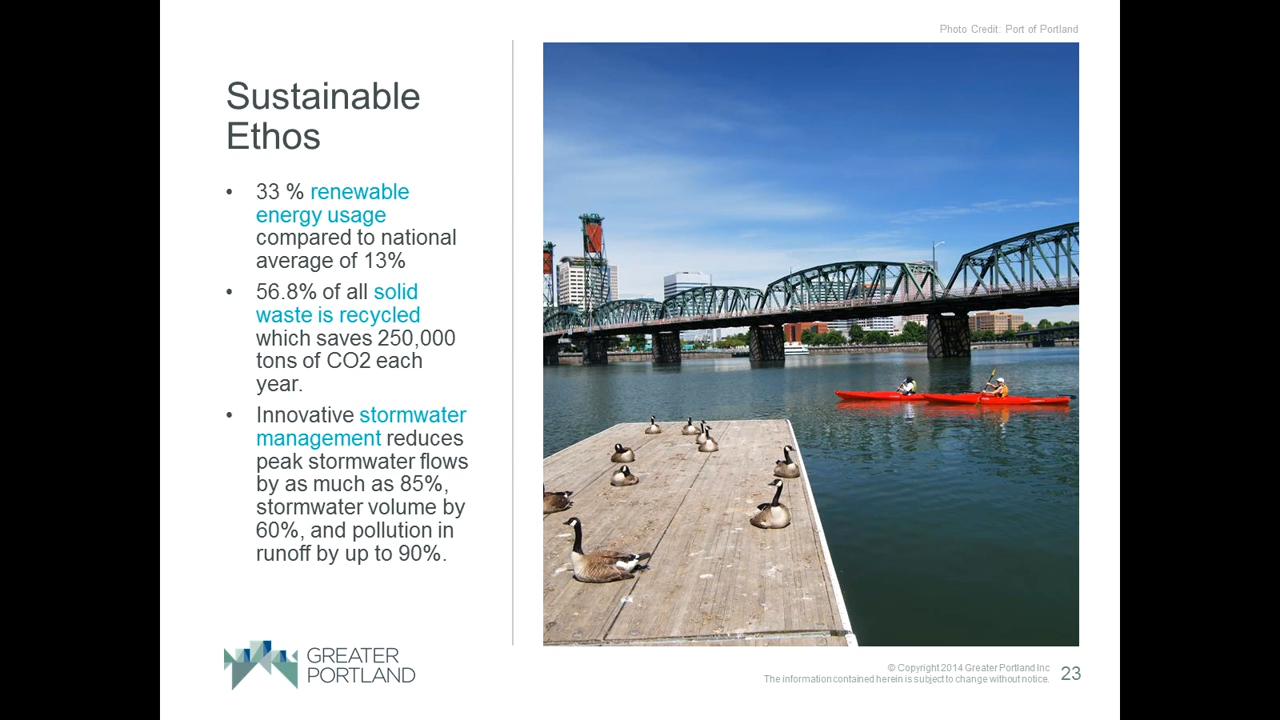 Photo Credit: Port of Portland
Sustainable
Ethos
• 33 % renewable
energy usage
compared to national
average of 13%
• 56.8% of all solid
waste is recycled
which saves 250,000
tons of CO2 each
year.
• Innovative stormwater
management reduces
peak stormwater flows
by as much as 85%,
stormwater volume by
60%, and pollution in
runoff by up to 90%.
GREATER
PORTLAND
© Copyright 2014 Greater Portland Inc
The information contained herein is subject to change without notice.
23